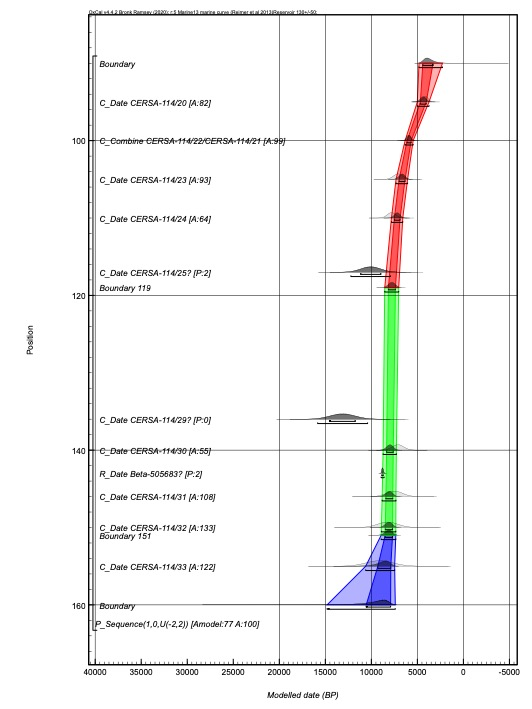 OxCal v4.4.2 Bronk Ramsey (2020); r:5 Marine13 marine curve (Reimer et al 2013)Reservoir 130+/-50;
Boundary
C_Date CERSA-114/20 [A:82]
100
C_Combine CERSA-114/22/CERSA-114/21 [A:99]
C_Date CERSA-114/23 [A:93]
C_Date CERSA-114/24 [A:64]
C_Date CERSA-114/25? [P:2]
Boundary 119
120
Position
C_Date CERSA-114/29? [P:0]
140
C_Date CERSA-114/30 [A:55]
R_Date Beta-505683? [P:2]
C_Date CERSA-114/31 [A:108]
C_Date CERSA-114/32 [A:133]
Boundary 151
C_Date CERSA-114/33 [A:122]
160
Boundary
P_Sequence(1,0,U(-2,2)) [Amodel:77 A:100]
40000 35000 30000 25000 20000 15000 10000 5000 0 -5000
Modelled date (BP)